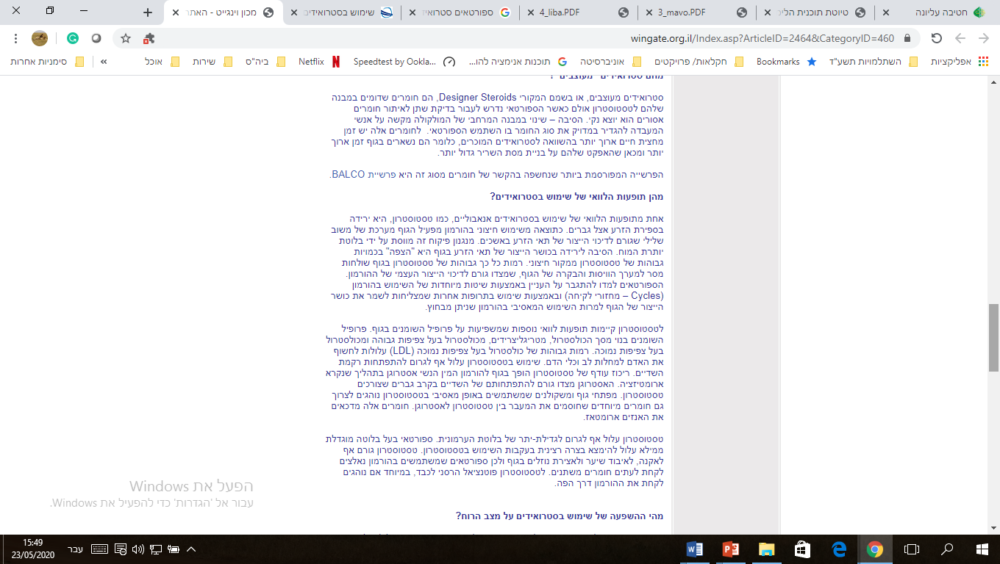 חטיבה עליונה
טיוטת תוכנית הלי
3_mavo.PDF
4_liba.PDF
ספורטאים סטרואיד
שימוש בסטרואידים
מכון וינגייט - האתר
wingate.org.il/Index.asp?ArticleID=2464&CategoryID=460
אפליקציות
השתלמויות תשע"ד
Bookmarks
חקלאות/ פרויקטים
אוניברסיטה
תוכנות אנימציה להו...
Speedtest by Ookla...
Netflix
ביה"ס
שירות
אוכל
»
סימניות אחרות
מהם סטרואידים "מעוצבים"?
סטרואידים מעוצבים, או בשמם המקורי Designer Steroids, הם חומרים שדומים במבנה
שלהם לטסטוסטרון אולם כאשר הספורטאי נדרש לעבור בדיקת שתן לאיתור חומרים
אסורים הוא יוצא נקי. הסיבה – שינוי במבנה המרחבי של המולקולה מקשה על אנשי
המעבדה להגדיר במדויק את סוג החומר בו השתמש הספורטאי. לחומרים אלה יש זמן
מחצית חיים ארוך יותר בהשוואה לסטרואידים המוכרים, כלומר הם נשארים בגוף זמן ארוך
יותר ומכאן שהאפקט שלהם על בניית מסת השריר גדול יותר.
הפרשייה המפורסמת ביותר שנחשפה בהקשר של חומרים מסוג זה היא פרשיית BALCO.
מהן תופעות הלוואי של שימוש בסטרואידים?
אחת מתופעות הלוואי של שימוש בסטרואידים אנאבוליים, כמו טסטוסטרון, היא ירידה
בספירת הזרע אצל גברים. כתוצאה משימוש חיצוני בהורמון מפעיל הגוף מערכת של משוב
שלילי שגורם לדיכוי הייצור של תאי הזרע באשכים. מנגנון פיקוח זה מווסת על ידי בלוטת
יותרת המוח. הסיבה לירידה בכושר הייצור של תאי הזרע בגוף היא "הצפה" בכמויות
גבוהות של טסטוסטרון ממקור חיצוני. רמות כל כך גבוהות של טסטוסטרון בגוף שולחות
מסר למערך הוויסות והבקרה של הגוף, שמצדו גורם לדיכוי הייצור העצמי של ההורמון.
הספורטאים למדו להתגבר על העניין באמצעות שיטות מיוחדות של השימוש בהורמון
(Cycles – מחזורי לקיחה) ובאמצעות שימוש בתרופות אחרות שמצליחות לשמר את כושר
הייצור של הגוף למרות השימוש המאסיבי בהורמון שניתן מבחוץ.
לטסטוסטרון קיימות תופעות לוואי נוספות שמשפיעות על פרופיל השומנים בגוף. פרופיל
השומנים בנוי מסך הכולסטרול, מטריגליצרידים, מכולסטרול בעל צפיפות גבוהה ומכולסטרול
בעל צפיפות נמוכה. רמות גבוהות של כולסטרול בעל צפיפות נמוכה (LDL) עלולות לחשוף
את האדם למחלות לב וכלי הדם. שימוש בטסטוסטרון עלול אף לגרום להתפתחות רקמת
השדיים. ריכוז עודף של טסטוסטרון הופך בגוף להורמון המין הנשי אסטרוגן בתהליך שנקרא
ארומטיזציה. האסטרוגן מצדו גורם להתפתחותם של השדיים בקרב גברים שצורכים
טסטוסטרון. מפתחי גוף ומשקולנים שמשתמשים באופן מאסיבי בטסטוסטרון נוהגים לצרוך
גם חומרים מיוחדים שחוסמים את המעבר בין טסטוסטרון לאסטרוגן. חומרים אלה מדכאים
את האנזים ארומטאז.
טסטוסטרון עלול אף לגרום לגדילת-יתר של בלוטת הערמונית. ספורטאי בעל בלוטה מוגדלת
ממילא עלול להימצא בצרה רצינית בעקבות השימוש בטסטוסטרון. טסטוסטרון גורם אף
לאקנה, לאיבוד שיער ולאצירת נוזלים בגוף ולכן ספורטאים שמשתמשים בהורמון נאלצים
לקחת לעתים חומרים משתנים. לטסטוסטרון פוטנציאל הרסני לכבד, במיוחד אם נוהגים
לקחת את ההורמון דרך הפה.
מהי ההשפעה של שימוש בסטרואידים על מצב הרוח?
הפעל את Windows
עבור אל 'הגדרות' כדי להפעיל את Windows.
עבר
15:49
23/05/2020